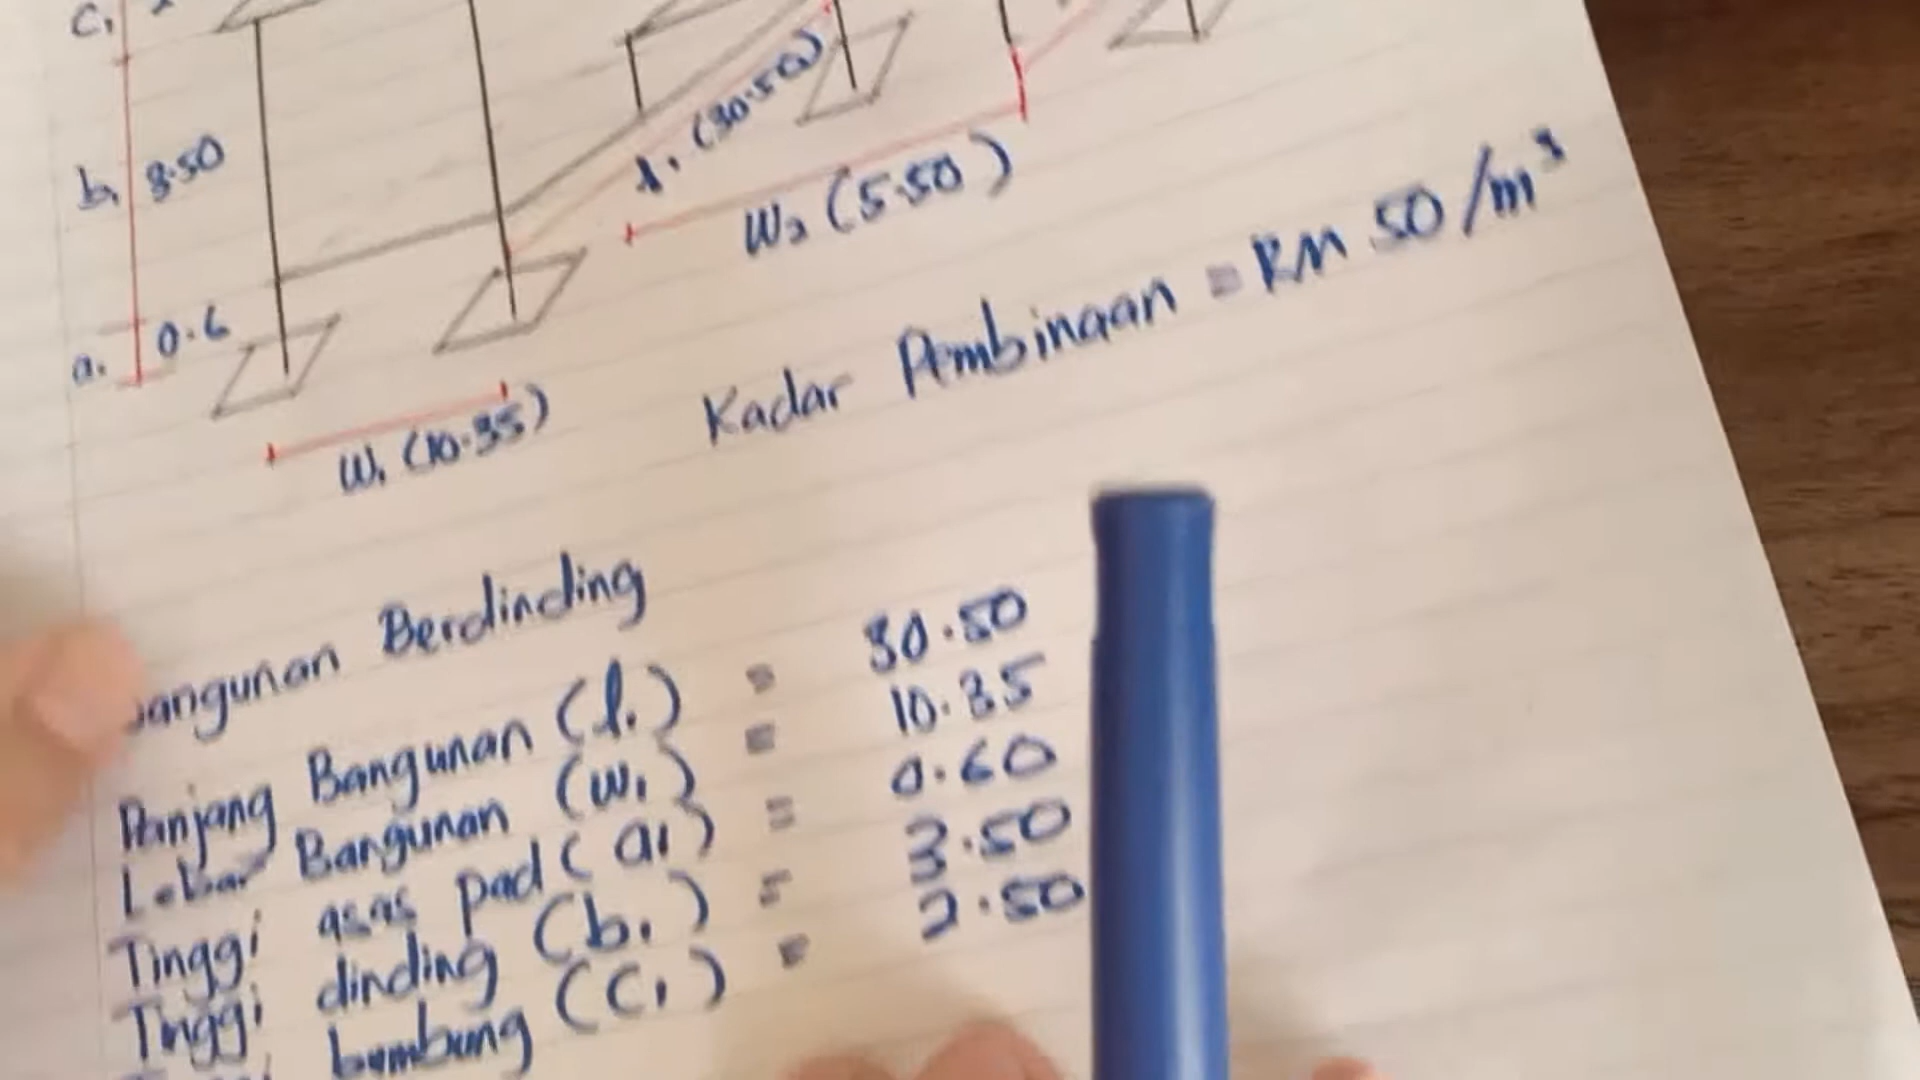 c.
b. 3.50
a. 0.6
l. (30.50)
W2 (5.50)
W1 (10.35)
Kadar Pembinaan = RM 50/m3
Bangunan Berdinding
Panjang Bangunan (l1) = 30.50
Lebar Bangunan (w1) = 10.35
Tinggi asas pad (a1) = 0.60
Tinggi dinding (b1) = 3.50
bumbung (c1) = 2.50